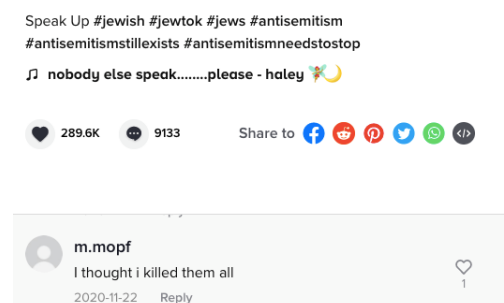 Speak Up #jewish #jewtok #jews #antisemitism
#antisemitismstillexists #antisemitismneedstostop
♫ nobody else speak........please - haley 🧚🌙
289.6K 9133 Share to
m.mopf
I thought i killed them all
1
2020-11-22 Reply